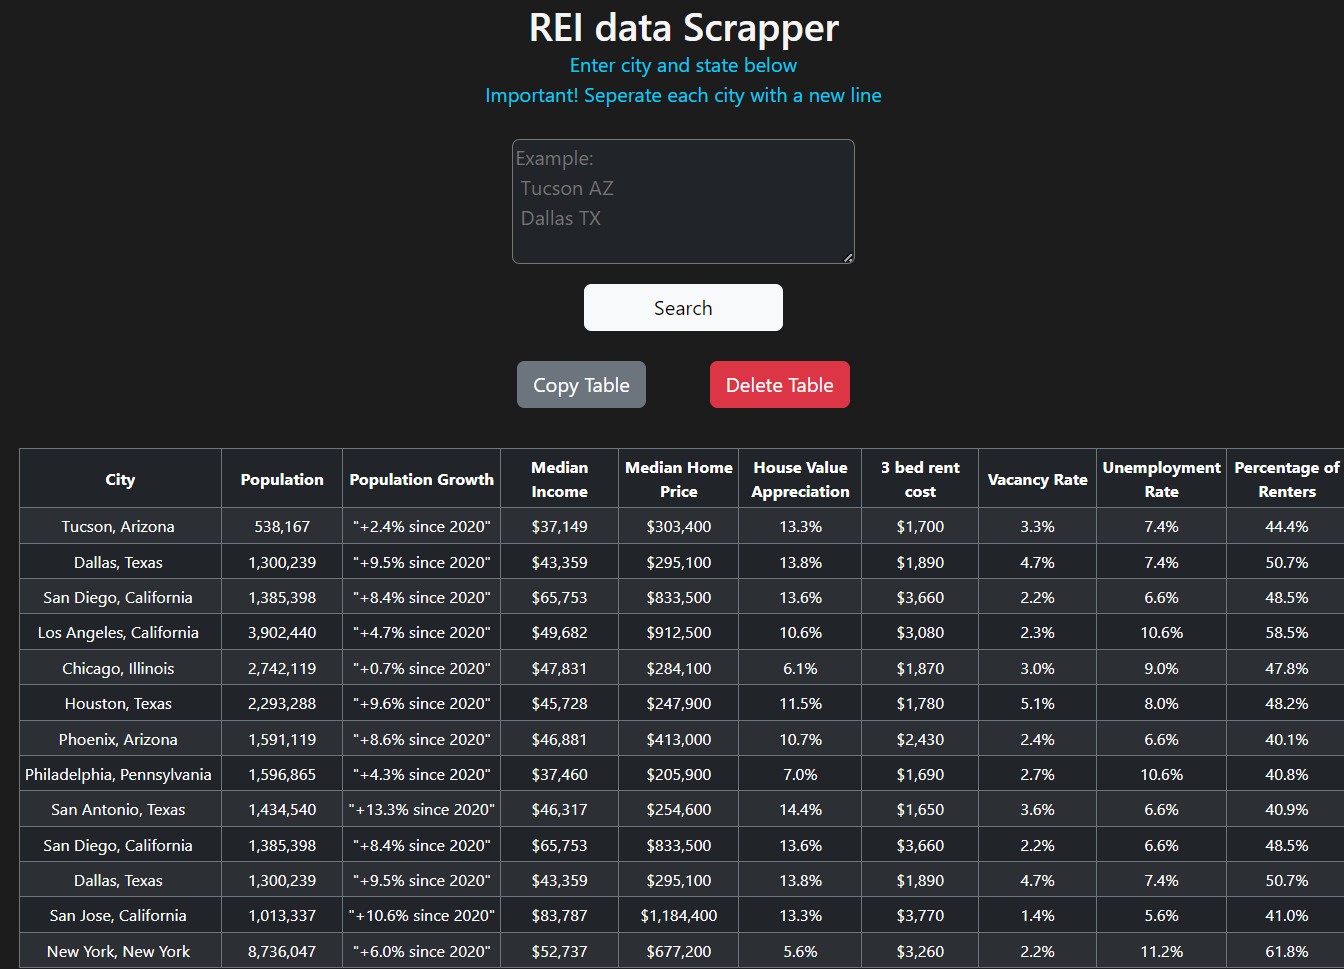 REI data Scrapper
Enter city and state below
Important! Seperate each city with a new line
Example:
Tucson AZ
Dallas TX
Search
Copy Table Delete Table
City Population Population Growth Median Income Median Home Price House Value Appreciation 3 bed rent cost Vacancy Rate Unemployment Rate Percentage of Renters
Tucson, Arizona 538,167 "+2.4% since 2020" $37,149 $303,400 13.3% $1,700 3.3% 7.4% 44.4%
Dallas, Texas 1,300,239 "+9.5% since 2020" $43,359 $295,100 13.8% $1,890 4.7% 7.4% 50.7%
San Diego, California 1,385,398 "+8.4% since 2020" $65,753 $833,500 13.6% $3,660 2.2% 6.6% 48.5%
Los Angeles, California 3,902,440 "+4.7% since 2020" $49,682 $912,500 10.6% $3,080 2.3% 10.6% 58.5%
Chicago, Illinois 2,742,119 "+0.7% since 2020" $47,831 $284,100 6.1% $1,870 3.0% 9.0% 47.8%
Houston, Texas 2,293,288 "+9.6% since 2020" $45,728 $247,900 11.5% $1,780 5.1% 8.0% 48.2%
Phoenix, Arizona 1,591,119 "+8.6% since 2020" $46,881 $413,000 10.7% $2,430 2.4% 6.6% 40.1%
Philadelphia, Pennsylvania 1,596,865 "+4.3% since 2020" $37,460 $205,900 7.0% $1,690 2.7% 10.6% 40.8%
San Antonio, Texas 1,434,540 "+13.3% since 2020" $46,317 $254,600 14.4% $1,650 3.6% 6.6% 40.9%
San Diego, California 1,385,398 "+8.4% since 2020" $65,753 $833,500 13.6% $3,660 2.2% 6.6% 48.5%
Dallas, Texas 1,300,239 "+9.5% since 2020" $43,359 $295,100 13.8% $1,890 4.7% 7.4% 50.7%
San Jose, California 1,013,337 "+10.6% since 2020" $83,787 $1,184,400 13.3% $3,770 1.4% 5.6% 41.0%
New York, New York 8,736,047 "+6.0% since 2020" $52,737 $677,200 5.6% $3,260 2.2% 11.2% 61.8%